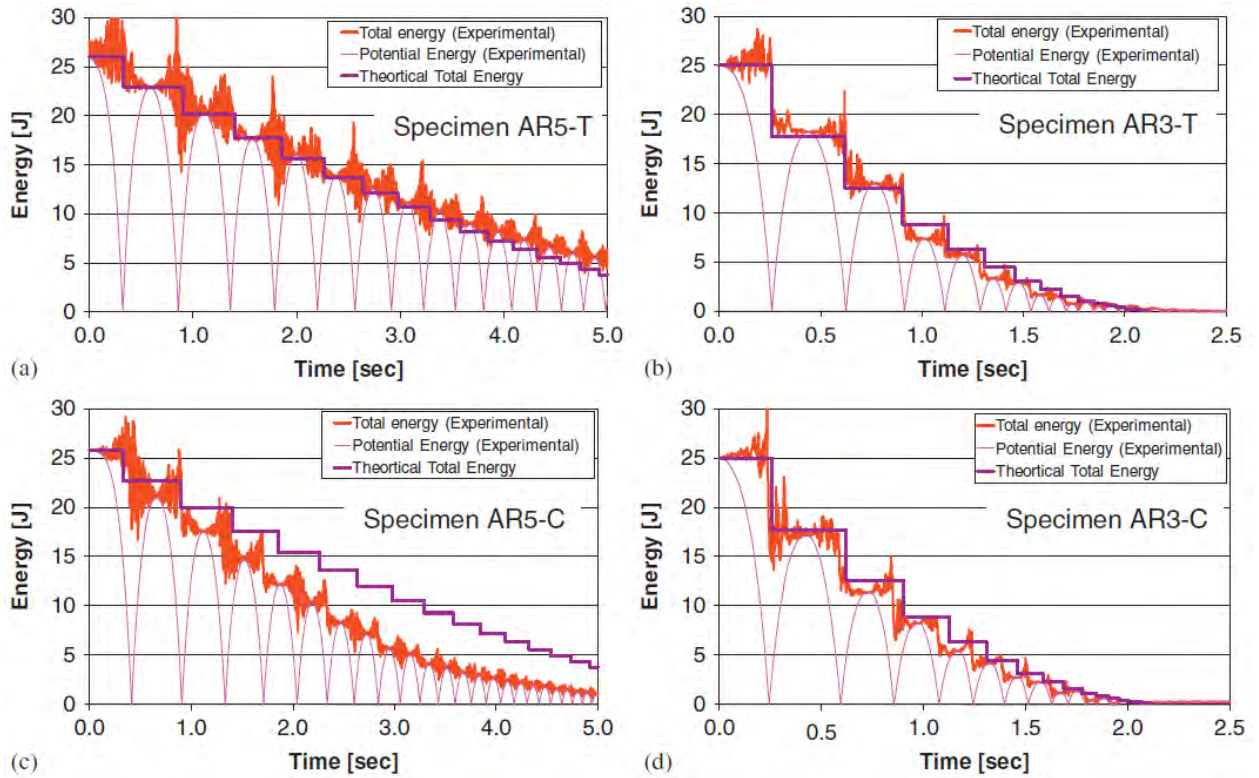 30
25
20
15
10
5
0
Energy [J]
Total energy (Experimental)
Potential Energy (Experimental)
Theortical Total Energy
Specimen AR5-T
0.0 1.0 2.0 3.0 4.0 5.0
Time [sec]
(a)
30
25
20
15
10
5
0
Energy [J]
Total energy (Experimental)
Potential Energy (Experimental)
Theortical Total Energy
Specimen AR3-T
0.0 0.5 1.0 1.5 2.0 2.5
Time [sec]
(b)
30
25
20
15
10
5
0
Energy [J]
Total energy (Experimental)
Potential Energy (Experimental)
Theortical Total Energy
Specimen AR5-C
0.0 1.0 2.0 3.0 4.0 5.0
Time [sec]
(c)
30
25
20
15
10
5
0
Energy [J]
Total energy (Experimental)
Potential Energy (Experimental)
Theortical Total Energy
Specimen AR3-C
0.0 0.5 1.0 1.5 2.0 2.5
Time [sec]
(d)